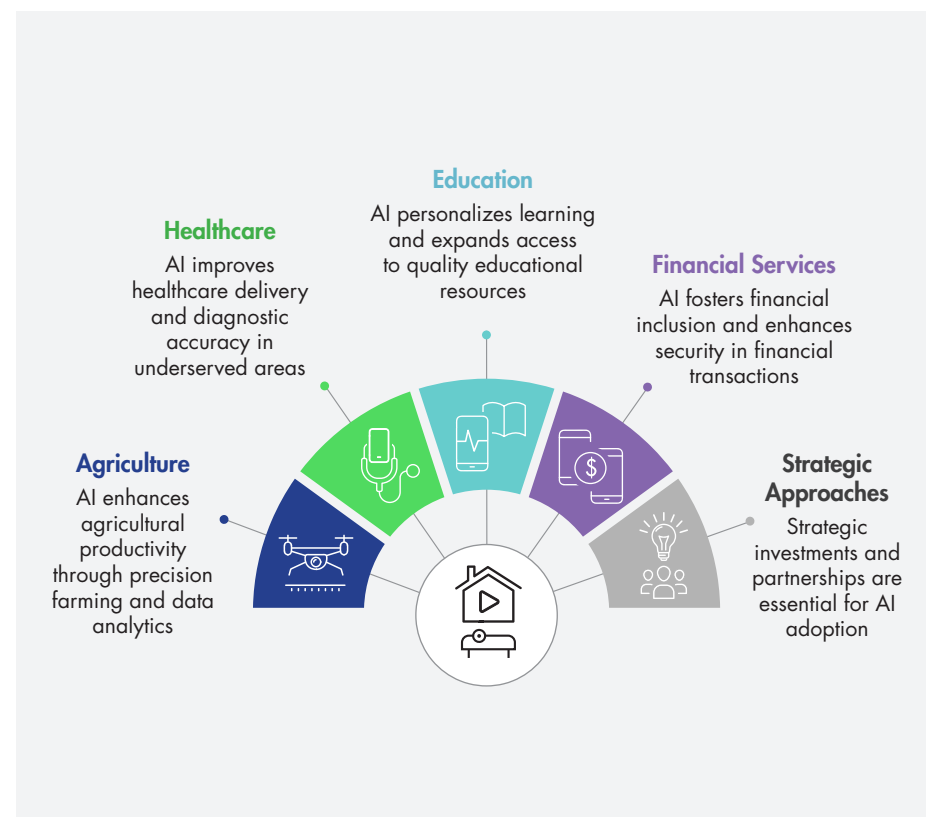 Agriculture
AI enhances
agricultural
productivity
through precision
farming and data
analytics
Healthcare
AI improves
healthcare delivery
and diagnostic
accuracy in
underserved areas
Education
AI personalizes learning
and expands access
to quality educational
resources
Financial Services
AI fosters financial
inclusion and enhances
security in financial
transactions
Strategic
Approaches
Strategic
investments and
partnerships are
essential for AI
adoption
$